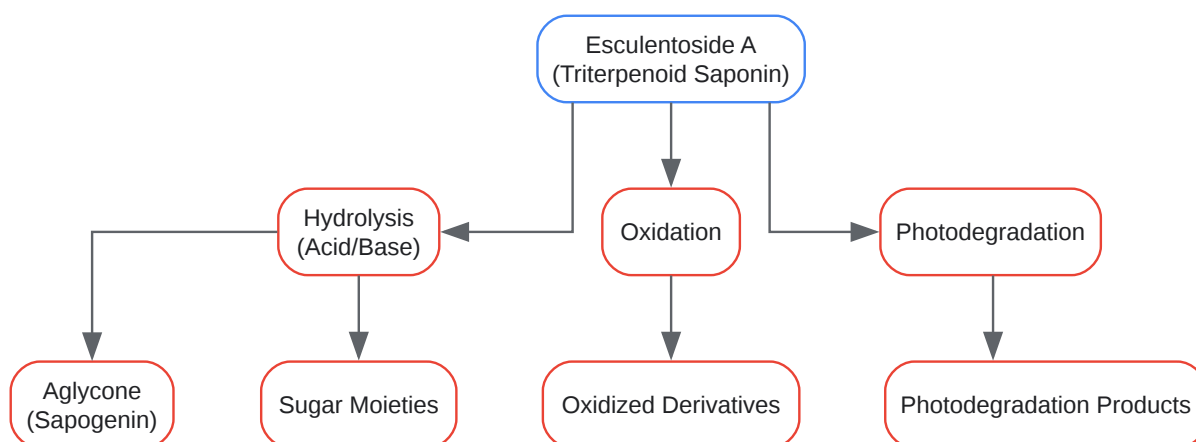 Esculentoside A
(Triterpenoid Saponin)
Hydrolysis
(Acid/Base)
Oxidation
Photodegradation
Aglycone
(Sapogenin)
Sugar Moieties
Oxidized Derivatives
Photodegradation Products